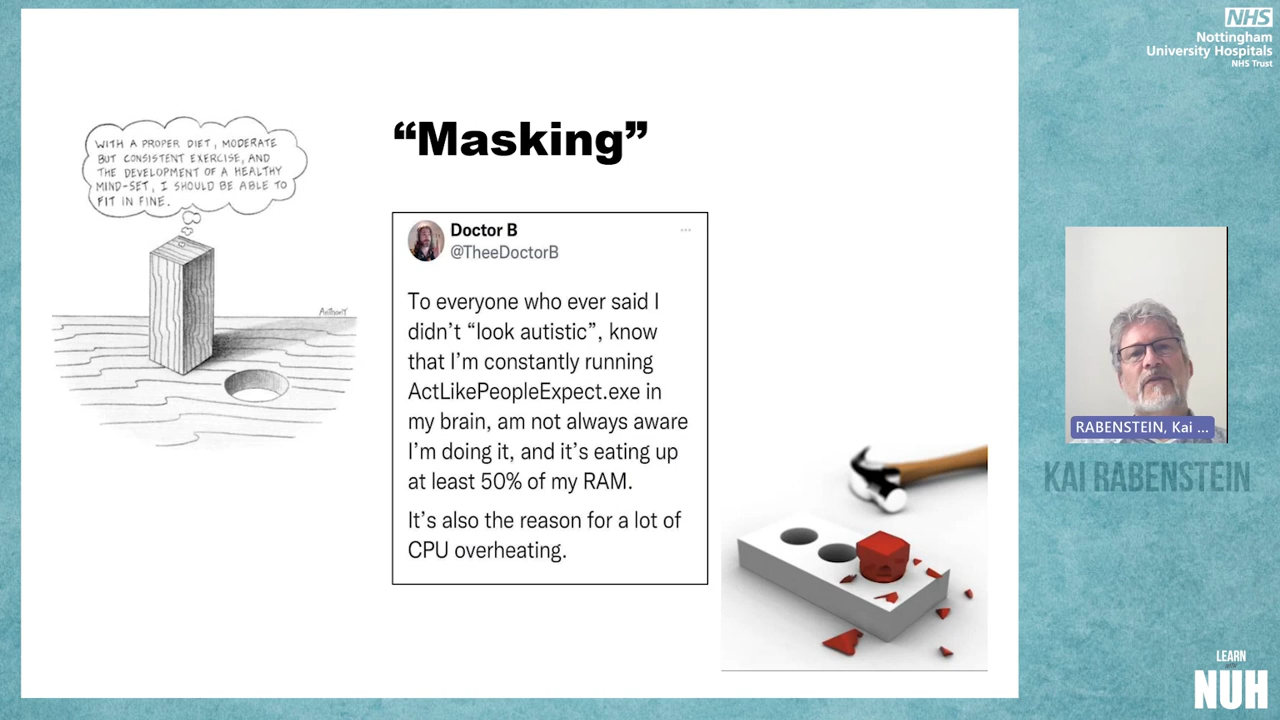 NHS
Nottingham
University Hospitals
NHS Trust
“Masking”
WITH A PROPER DIET, MODERATE
BUT CONSISTENT EXERCISE, AND
THE DEVELOPMENT OF A HEALTHY
MIND-SET, I SHOULD BE ABLE TO
FIT IN FINE.
Anthony
Doctor B
@TheeDoctorB
To everyone who ever said I
didn’t “look autistic”, know
that I’m constantly running
ActLikePeopleExpect.exe in
my brain, am not always aware
I’m doing it, and it’s eating up
at least 50% of my RAM.
It’s also the reason for a lot of
CPU overheating.
RABENSTEIN, Kai ...
KAI RABENSTEIN
LEARN
NUH